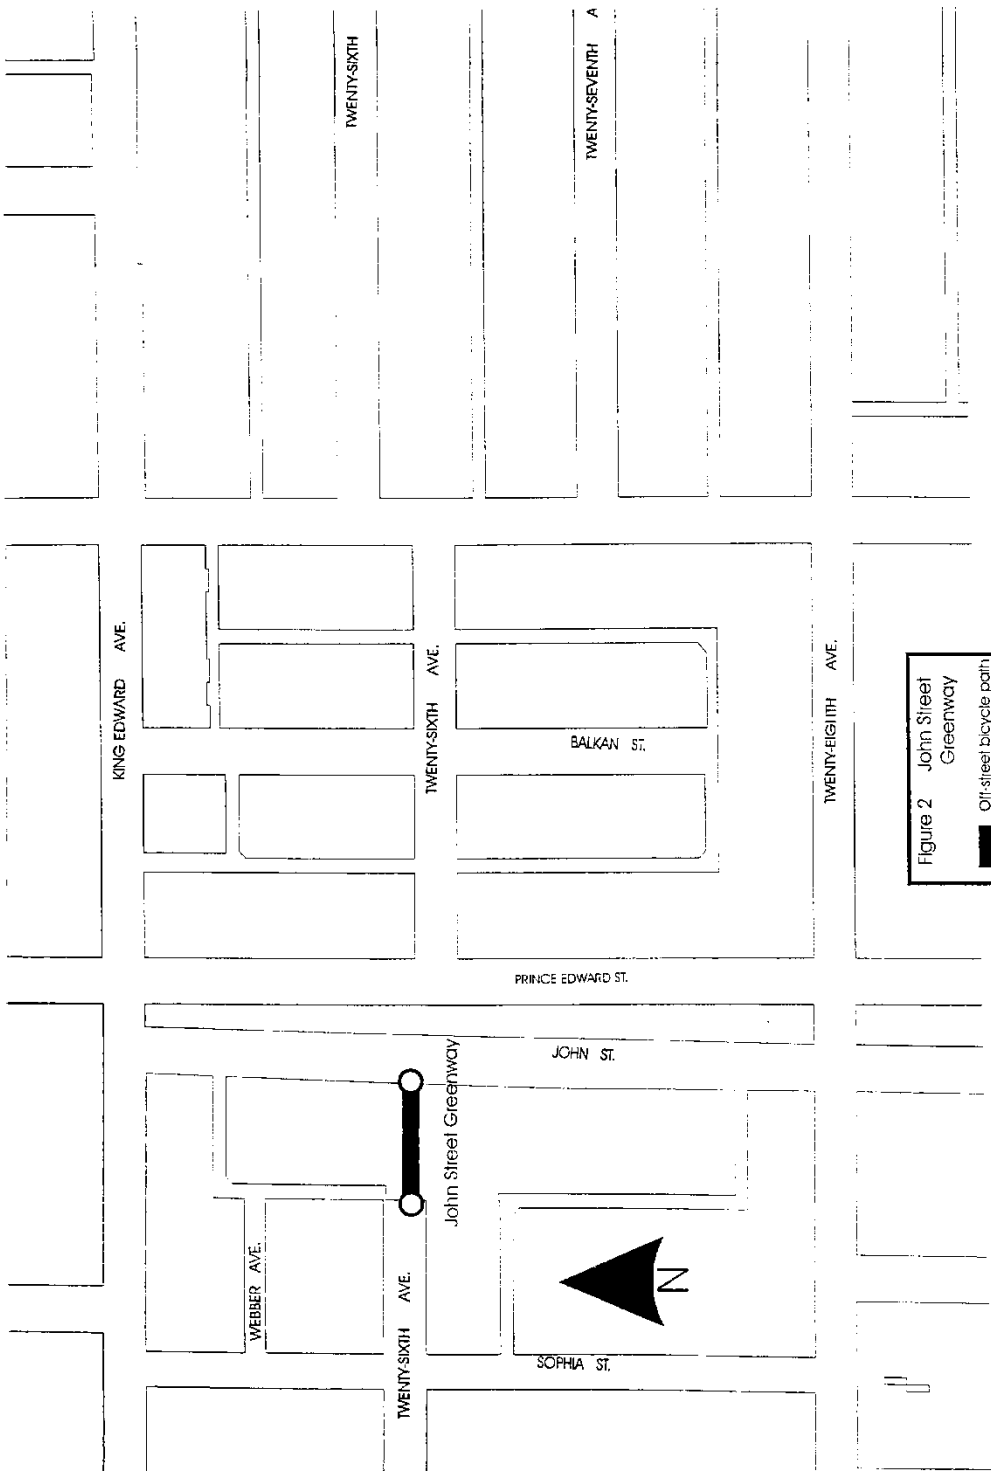 TWENTY-SIXTH
TWENTY-SEVENTH A
KING EDWARD AVE.
TWENTY-SIXTH AVE.
BALKAN ST.
TWENTY-EIGHTH AVE.
PRINCE EDWARD ST.
JOHN ST.
John Street Greenway
WEBBER AVE.
TWENTY-SIXTH AVE.
SOPHIA ST.
N
Figure 2 John Street
Greenway
Off-street bicycle path